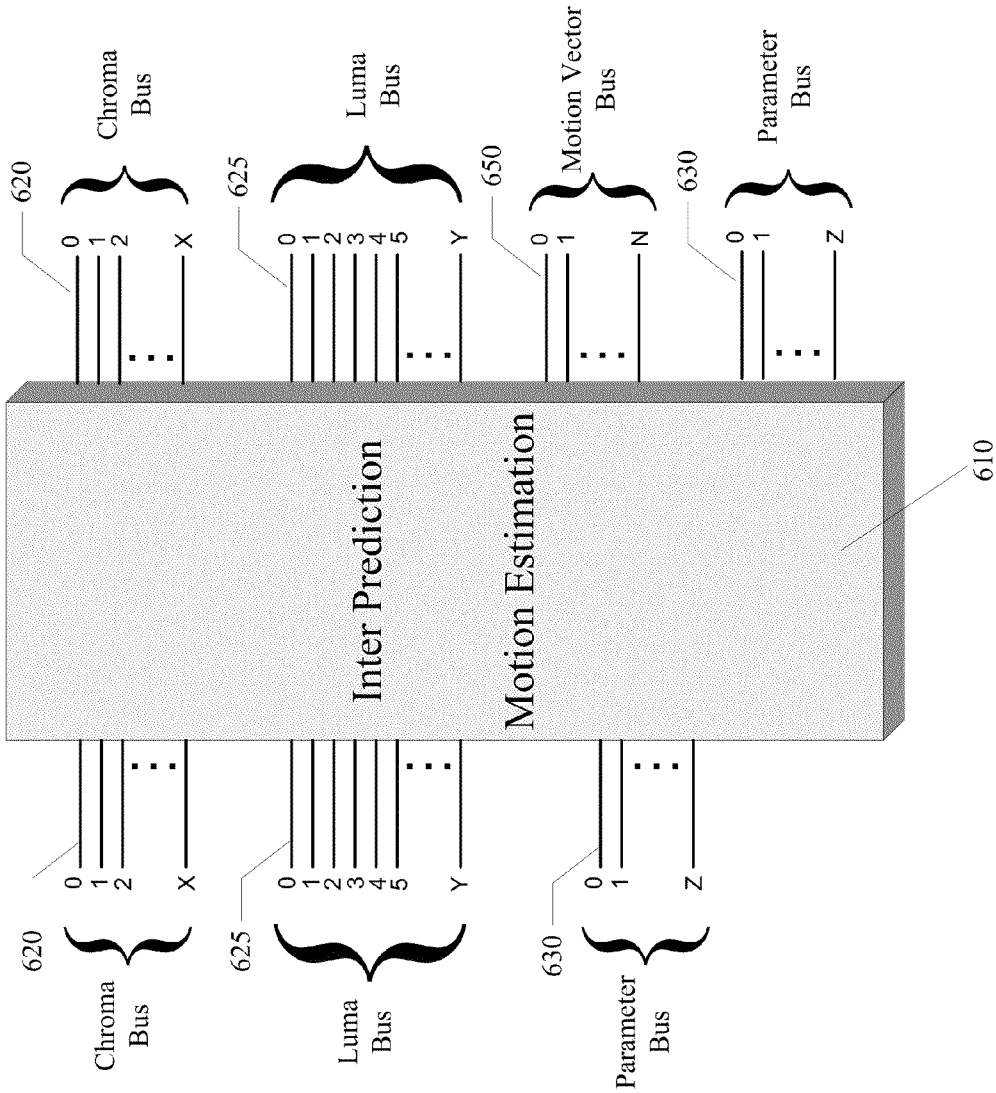 Parameter
Bus
Luma
Bus
Chroma
Bus
630
625
620
Z
1
0
Y
5
4
3
2
1
0
X
2
1
0
Inter Prediction
Motion Estimation
610
Z
1
0
N
1
0
Y
5
4
3
2
1
0
X
2
1
0
630
650
625
620
Parameter
Bus
Motion Vector
Bus
Luma
Bus
Chroma
Bus